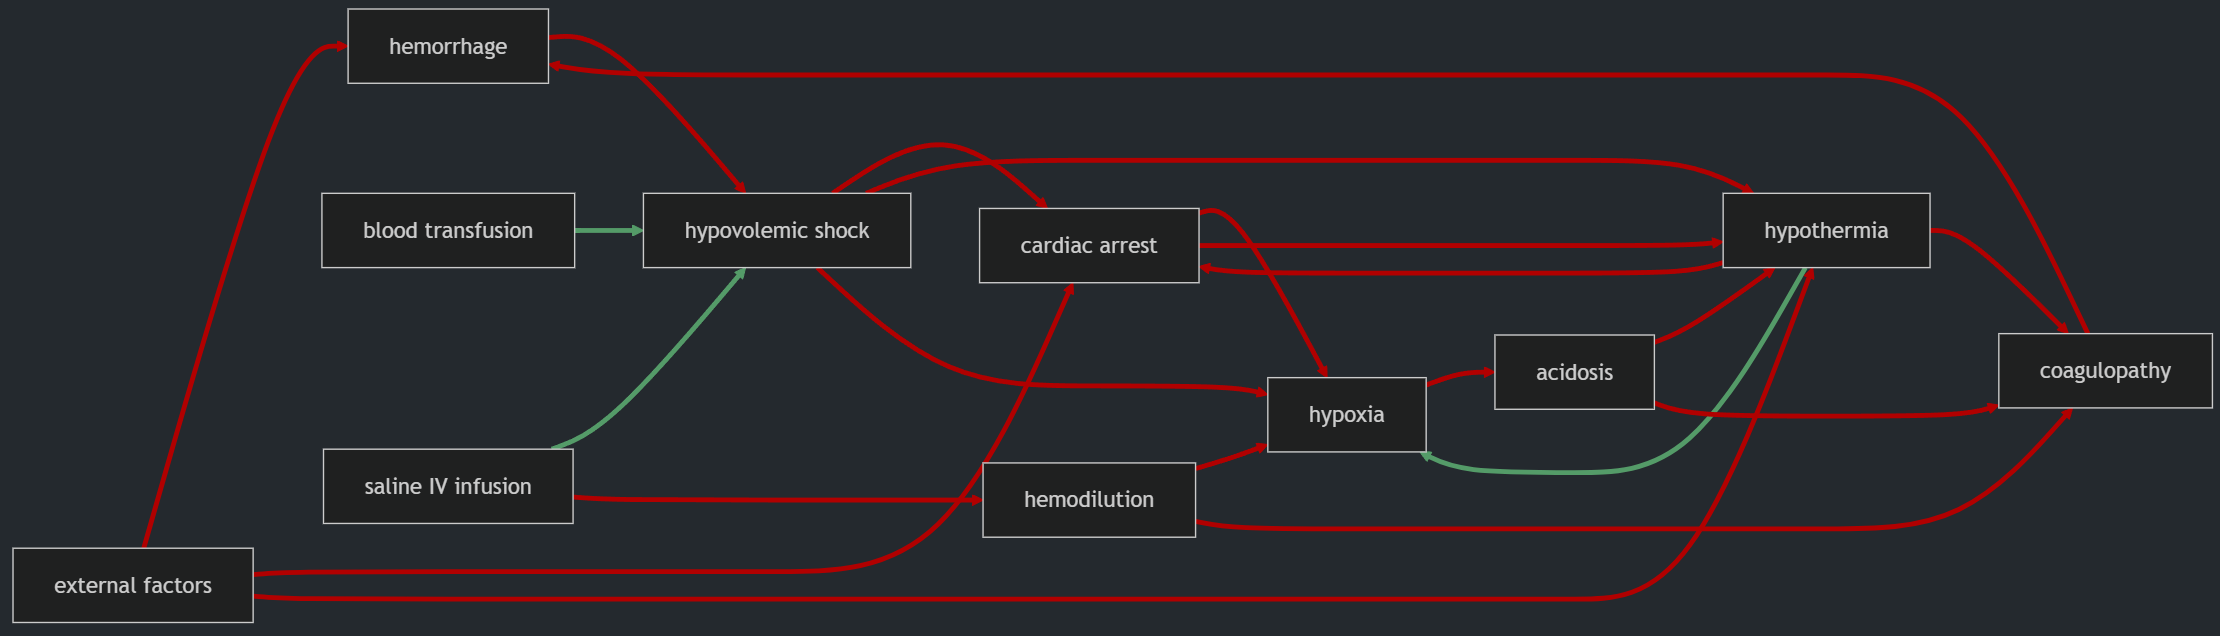 hemorrhage
blood transfusion
hypovolemic shock
cardiac arrest
hypothermia
acidosis
coagulopathy
hypoxia
saline IV infusion
hemodilution
external factors